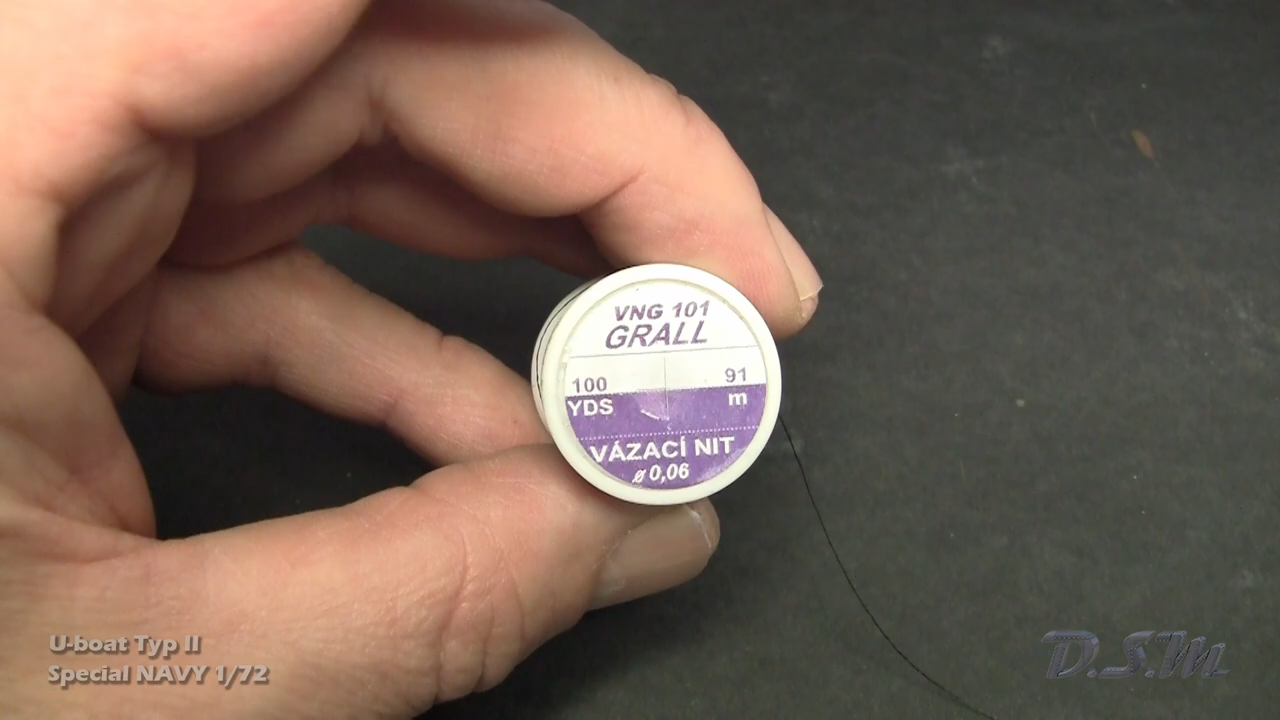 VNG 101
GRALL
100 91
YDS m
VÁZACÍ NIT
ø 0,06
U-boat Typ II
Special NAVY 1/72
D.S.M